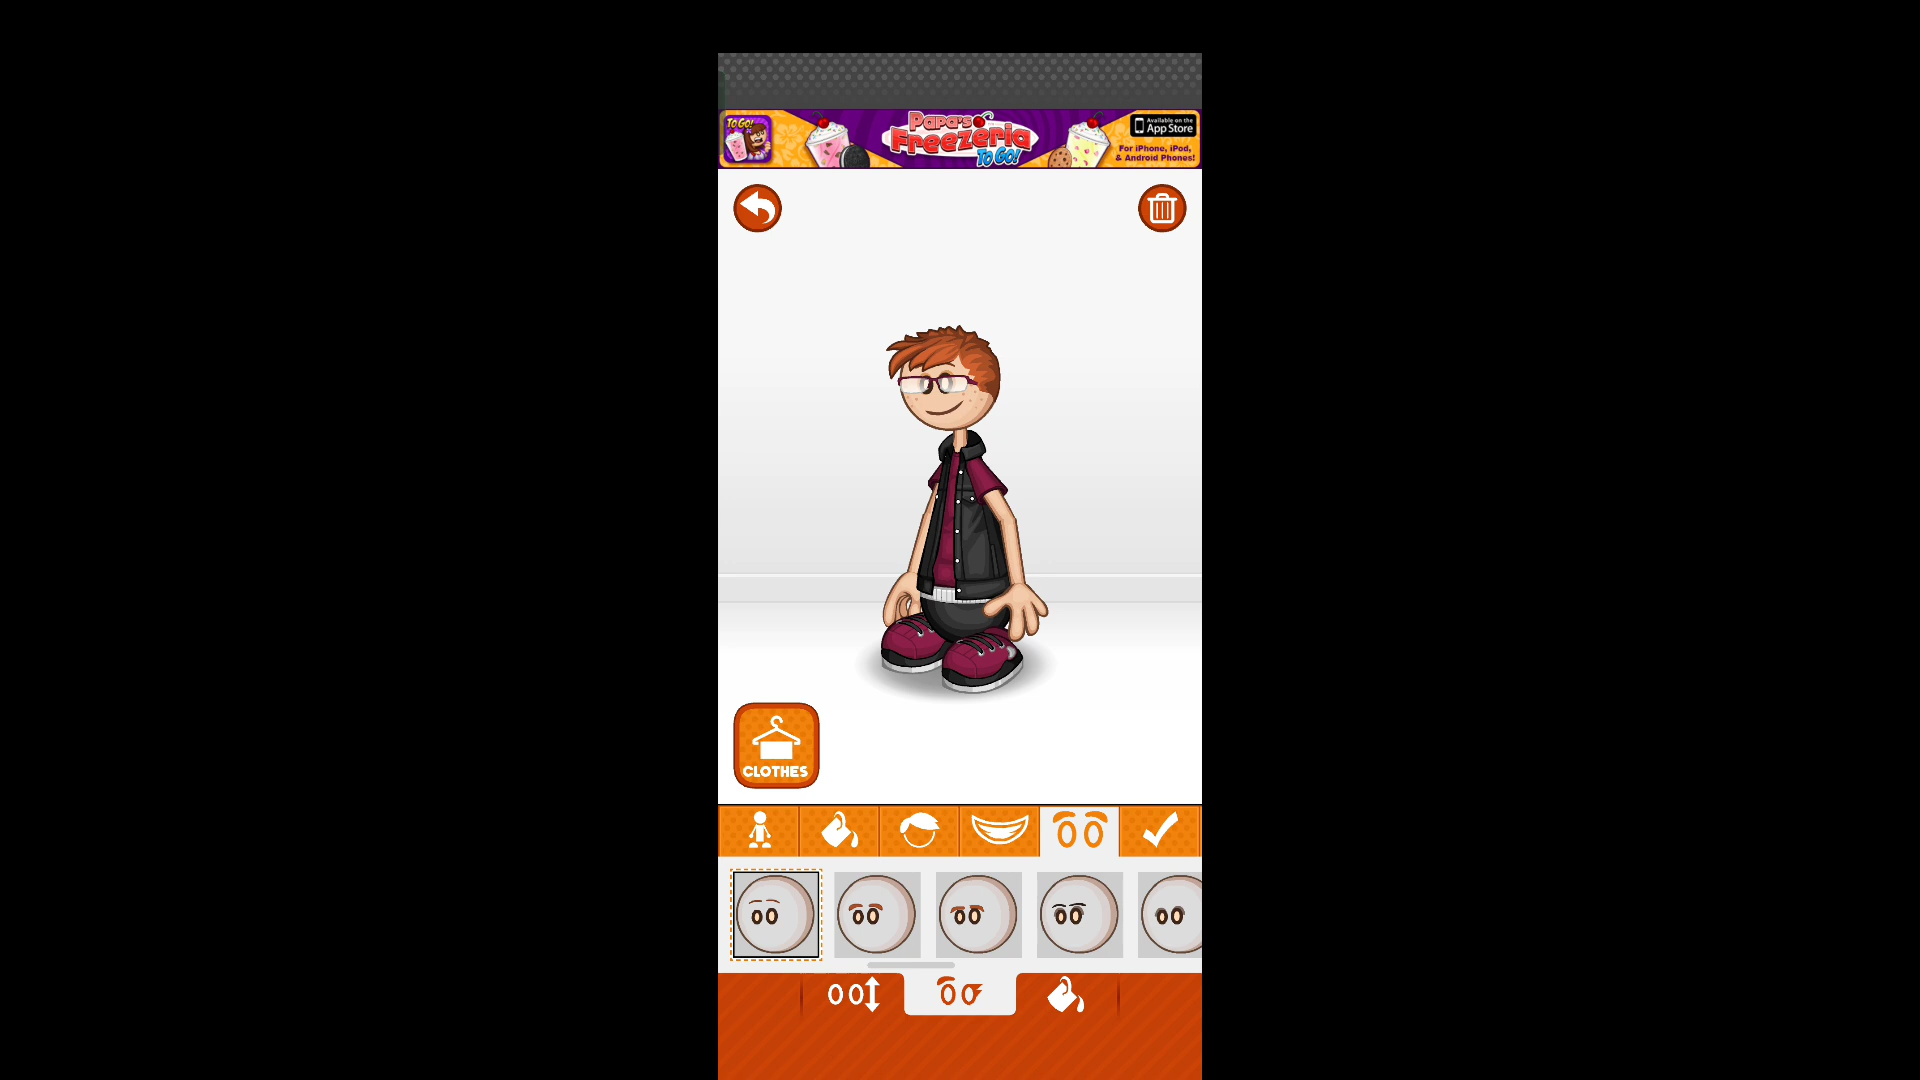 To Go!
Papa's
Freezeria
To Go!
Available on the
App Store
For iPhone, iPod,
& Android Phones!
CLOTHES